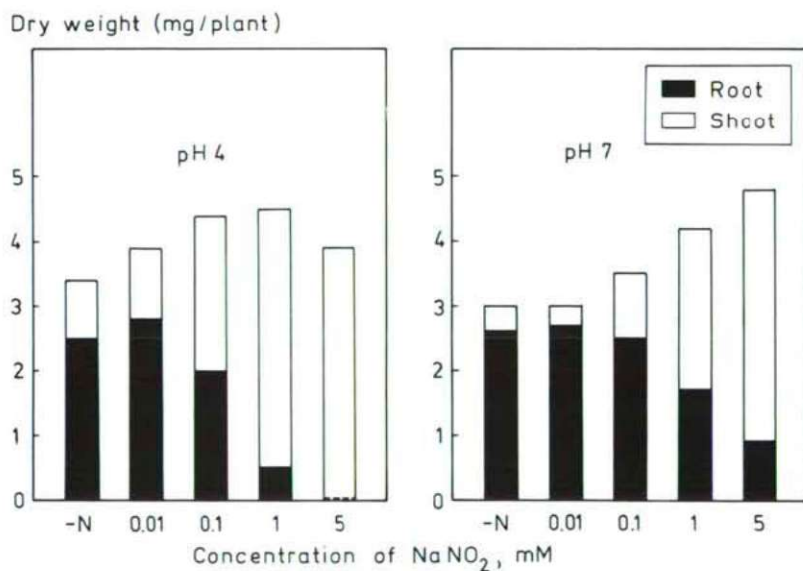 Dry weight (mg/plant)
Root
Shoot
pH 4
pH 7
5
4
3
2
1
0
5
4
3
2
1
0
-N 0.01 0.1 1 5
-N 0.01 0.1 1 5
Concentration of NaNO₂, mM